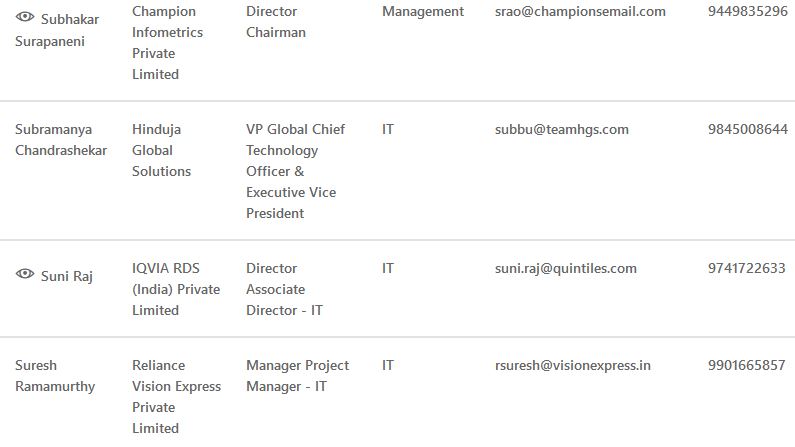 Subhakar Surapaneni
Champion Infometrics Private Limited
Director Chairman
Management
srao@championsemail.com
9449835296
Subramanya Chandrashekar
Hinduja Global Solutions
VP Global Chief Technology Officer & Executive Vice President
IT
subbu@teamhgs.com
9845008644
Suni Raj
IQVIA RDS (India) Private Limited
Director Associate Director - IT
IT
suni.raj@quintiles.com
9741722633
Suresh Ramamurthy
Reliance Vision Express Private Limited
Manager Project Manager - IT
IT
rsuresh@visionexpress.in
9901665857